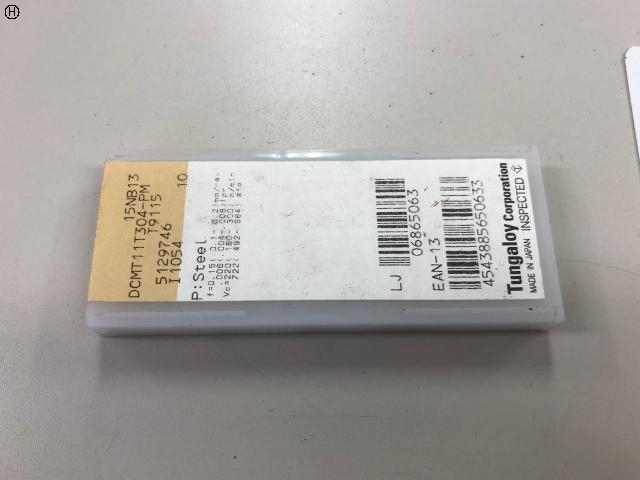 H
15NB13
DCMT11T304-PM
T9115
10
5129746
I1054
P:Steel
LJ
06865063
EAN-13
4543885650633
Tungaloy Corporation
MADE IN JAPAN INSPECTED